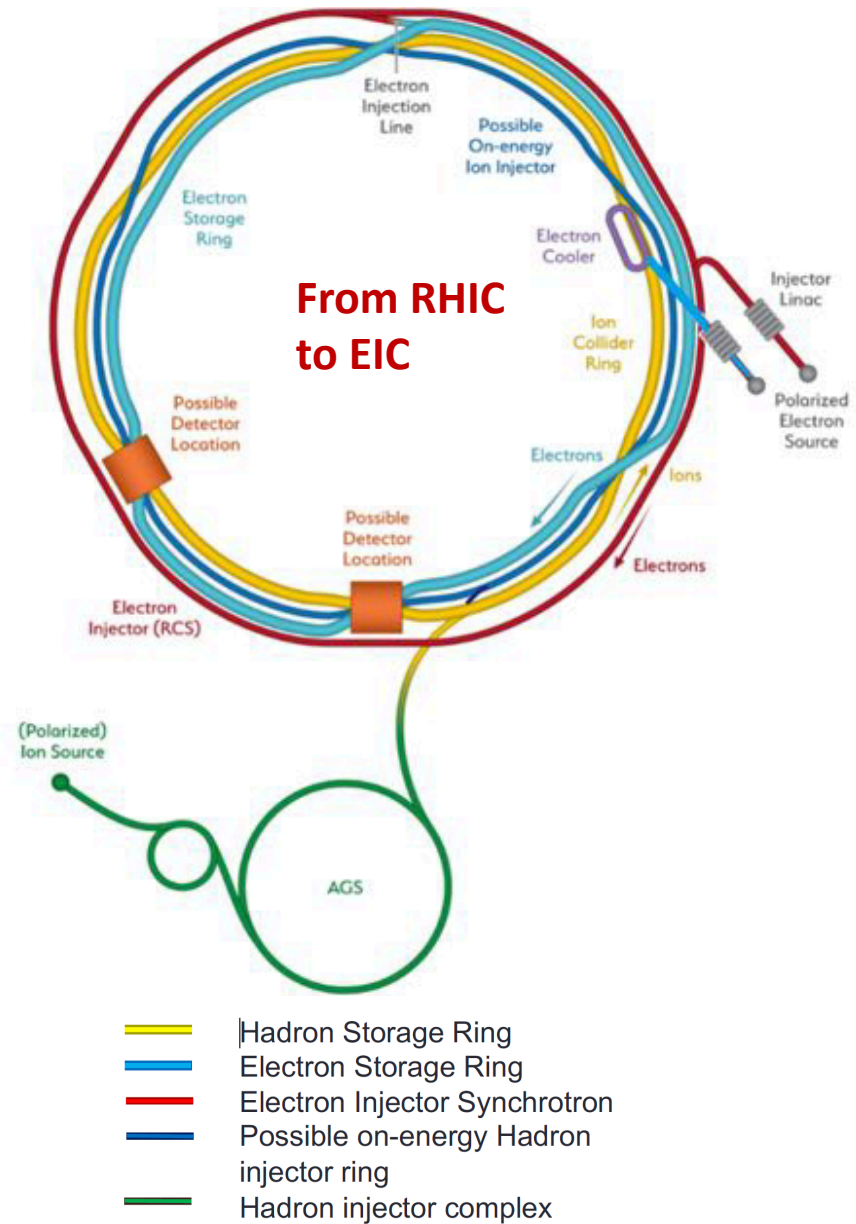 Electron
Injection
Line
Possible
On-energy
Ion Injector
Electron
Storage
Ring
Electron
Cooler
Injector
Linac
From RHIC
to EIC
Ion
Collider
Ring
Polarized
Electron
Source
Possible
Detector
Location
Electrons
Ions
Possible
Detector
Location
Electrons
Electron
Injector (RCS)
(Polarized)
Ion Source
AGS
Hadron Storage Ring
Electron Storage Ring
Electron Injector Synchrotron
Possible on-energy Hadron
injector ring
Hadron injector complex